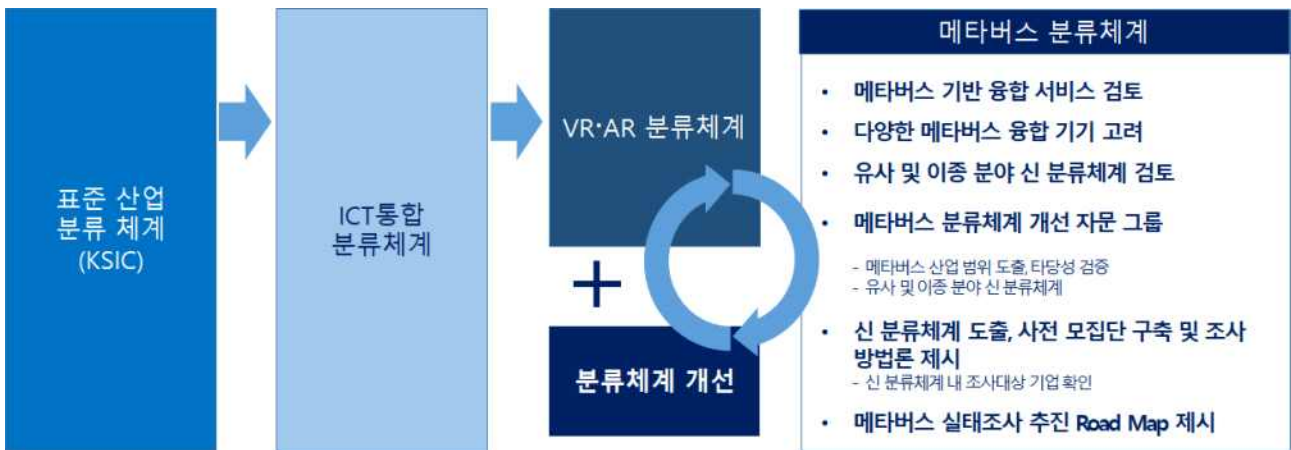 표준 산업
분류 체계
(KSIC)
ICT통합
분류체계
VR·AR 분류체계
+
분류체계 개선
메타버스 분류체계
• 메타버스 기반 융합 서비스 검토
• 다양한 메타버스 융합 기기 고려
• 유사 및 이종 분야 신 분류체계 검토
• 메타버스 분류체계 개선 자문 그룹
- 메타버스 산업 범위 도출, 타당성 검증
- 유사 및 이종 분야 신 분류체계
• 신 분류체계 도출, 사전 모집단 구축 및 조사
방법론 제시
- 신 분류체계 내 조사대상 기업 확인
• 메타버스 실태조사 추진 Road Map 제시